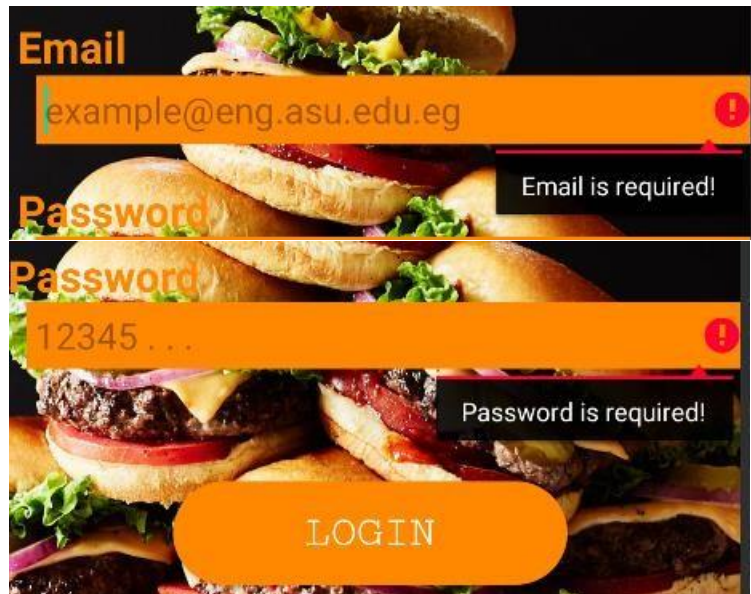 Email
example@eng.asu.edu.eg
Email is required!
Password
Password
12345 . . .
Password is required!
LOGIN